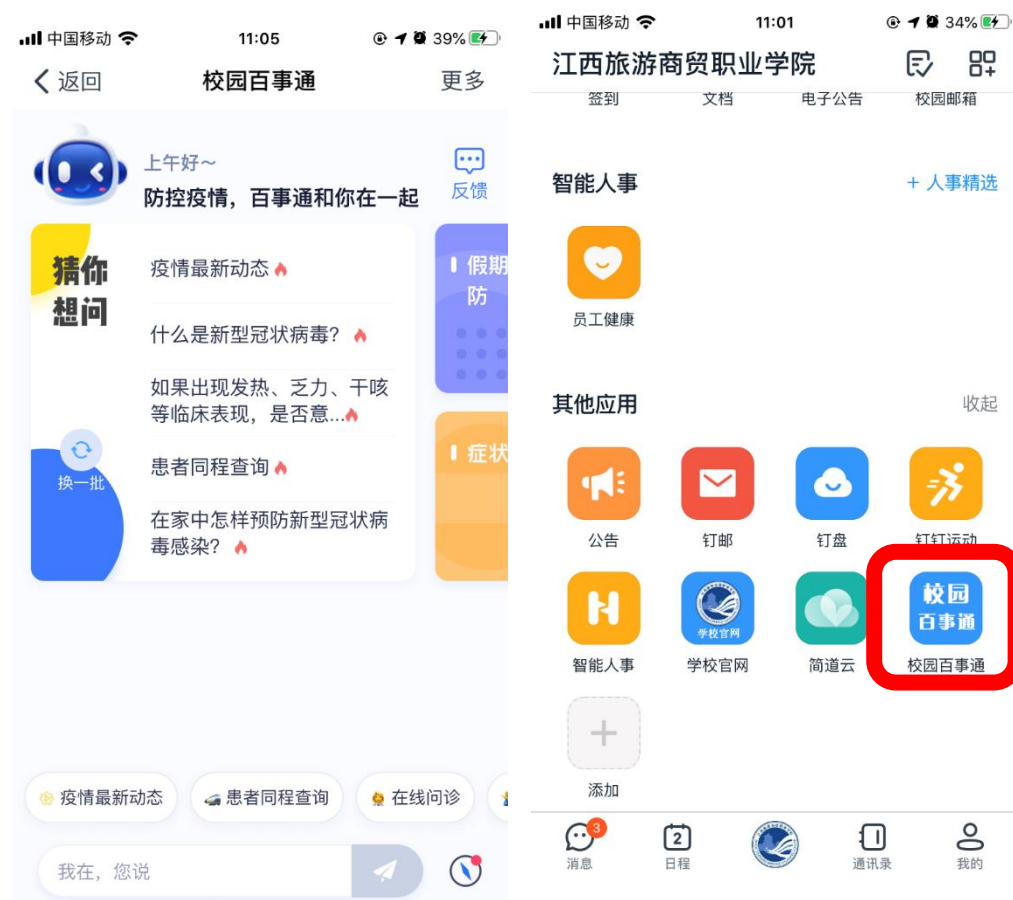 中国移动
11:05
39%
返回
校园百事通
更多
上午好~
防控疫情，百事通和你在一起
反馈
猜你
想问
疫情最新动态
什么是新型冠状病毒？
如果出现发热、乏力、干咳
等临床表现，是否意...
患者同程查询
在家中怎样预防新型冠状病
毒感染？
换一批
假期
防
症状
疫情最新动态
患者同程查询
在线问诊
我在，您说
中国移动
11:01
34%
江西旅游商贸职业学院
签到
文档
电子公告
校园邮箱
智能人事
+ 人事精选
员工健康
其他应用
收起
公告
钉邮
钉盘
钉钉运动
校园
百事通
学校官网
智能人事
学校官网
简道云
校园百事通
添加
3
2
消息
日程
通讯录
我的